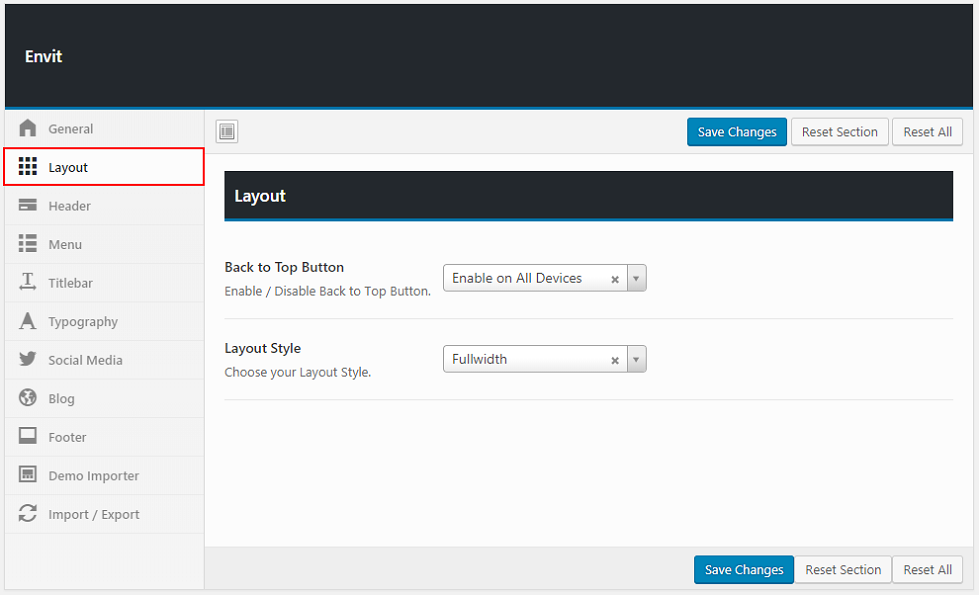 Envit
General
Layout
Header
Menu
Titlebar
Typography
Social Media
Blog
Footer
Demo Importer
Import / Export
Save Changes Reset Section Reset All
Layout
Back to Top Button
Enable / Disable Back to Top Button.
Enable on All Devices
Layout Style
Choose your Layout Style.
Fullwidth
Save Changes Reset Section Reset All